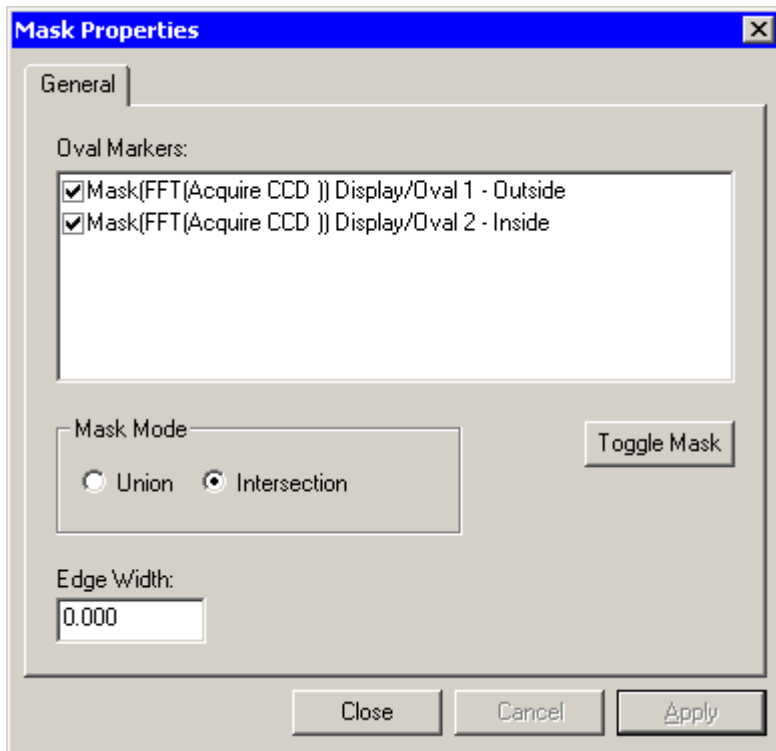 Mask Properties
General
Oval Markers:
Mask(FFT(Acquire CCD )) Display/Oval 1 - Outside
Mask(FFT(Acquire CCD )) Display/Oval 2 - Inside
Mask Mode
Union Intersection
Toggle Mask
Edge Width:
0.000
Close Cancel Apply